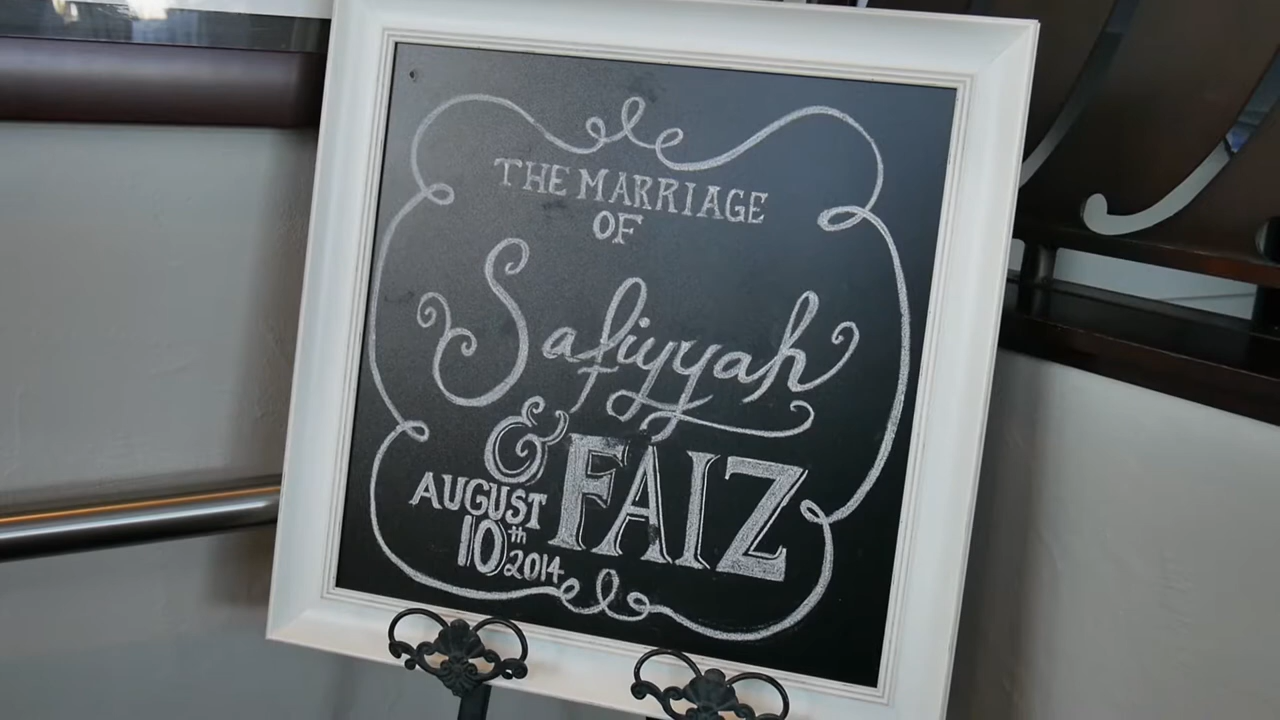 THE MARRIAGE
OF
Safiyyah
& FAIZ
AUGUST
10th 2014